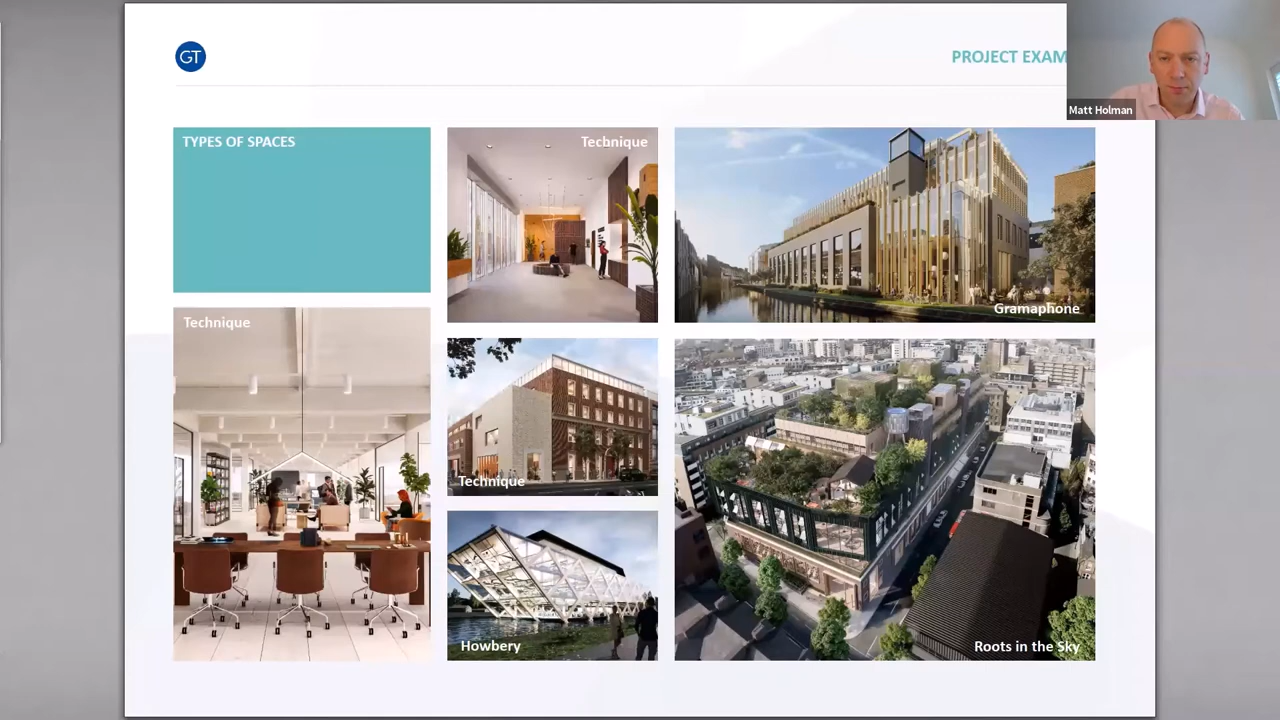 GT
PROJECT EXAM
Matt Holman
TYPES OF SPACES
Technique
Gramaphone
Technique
Technique
Howbery
Roots in the Sky